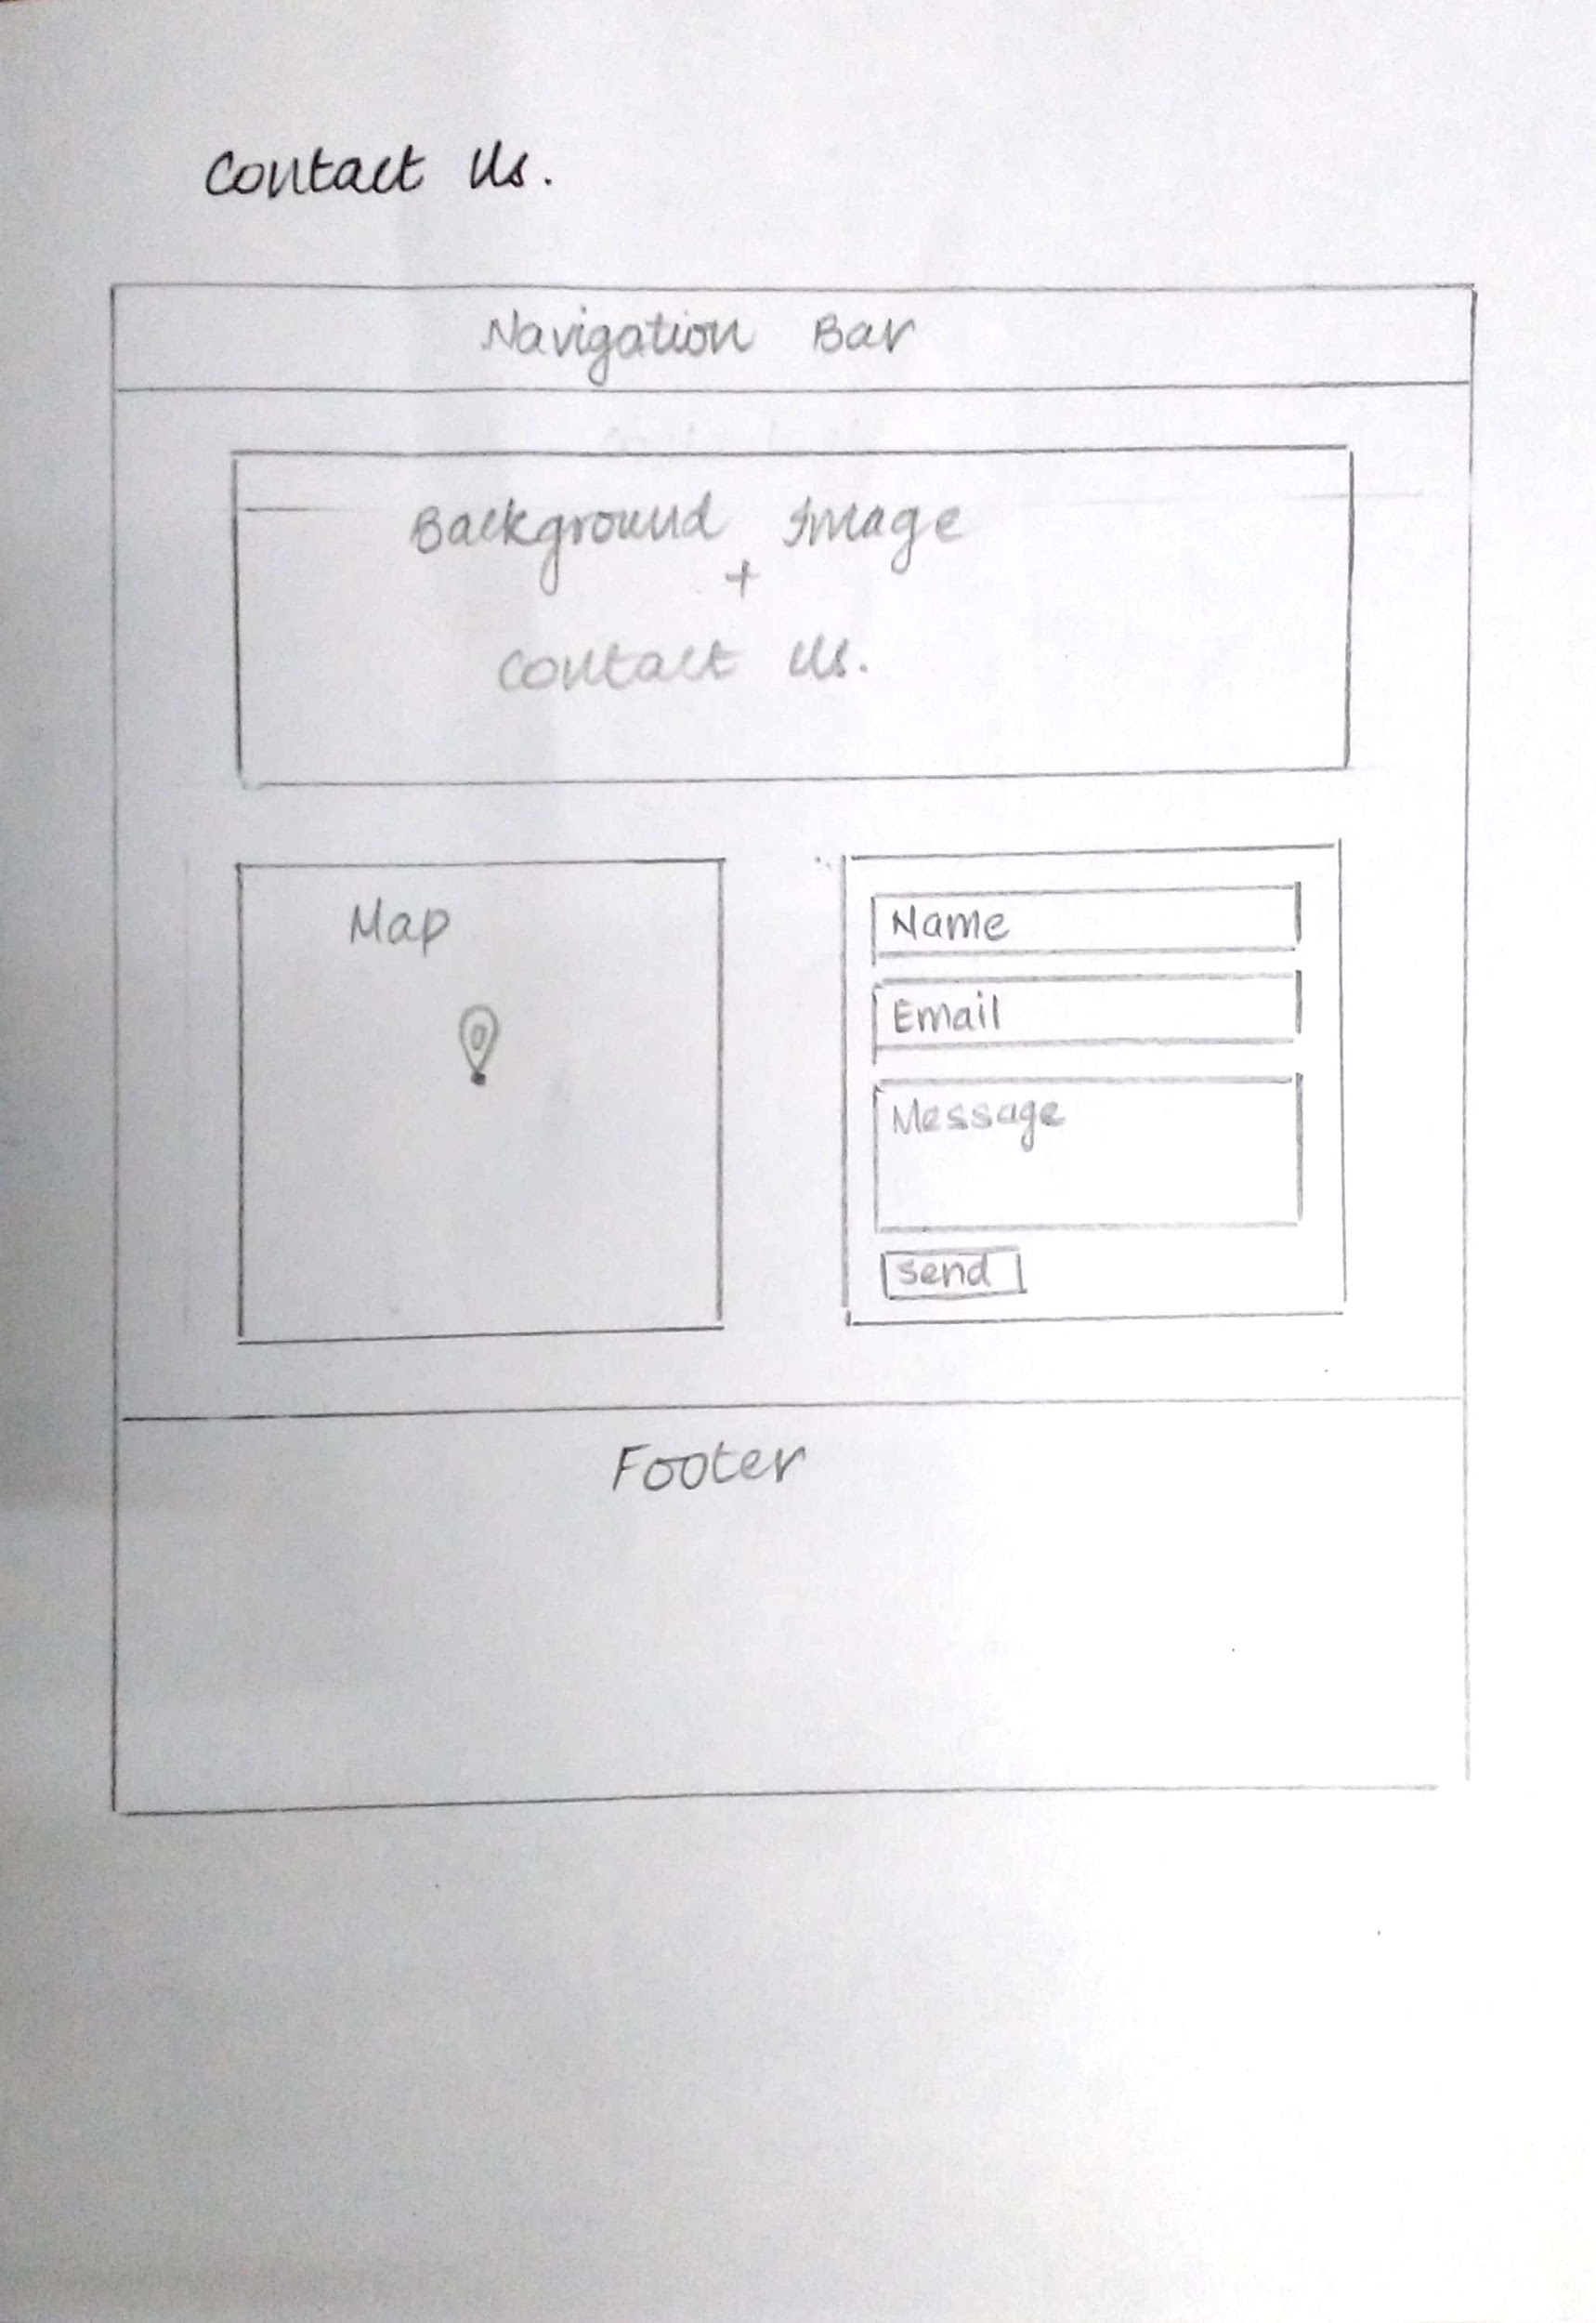 Contact Us.
Navigation Bar
Background Image
+
Contact Us.
Map
Name
Email
Message
Send
Footer